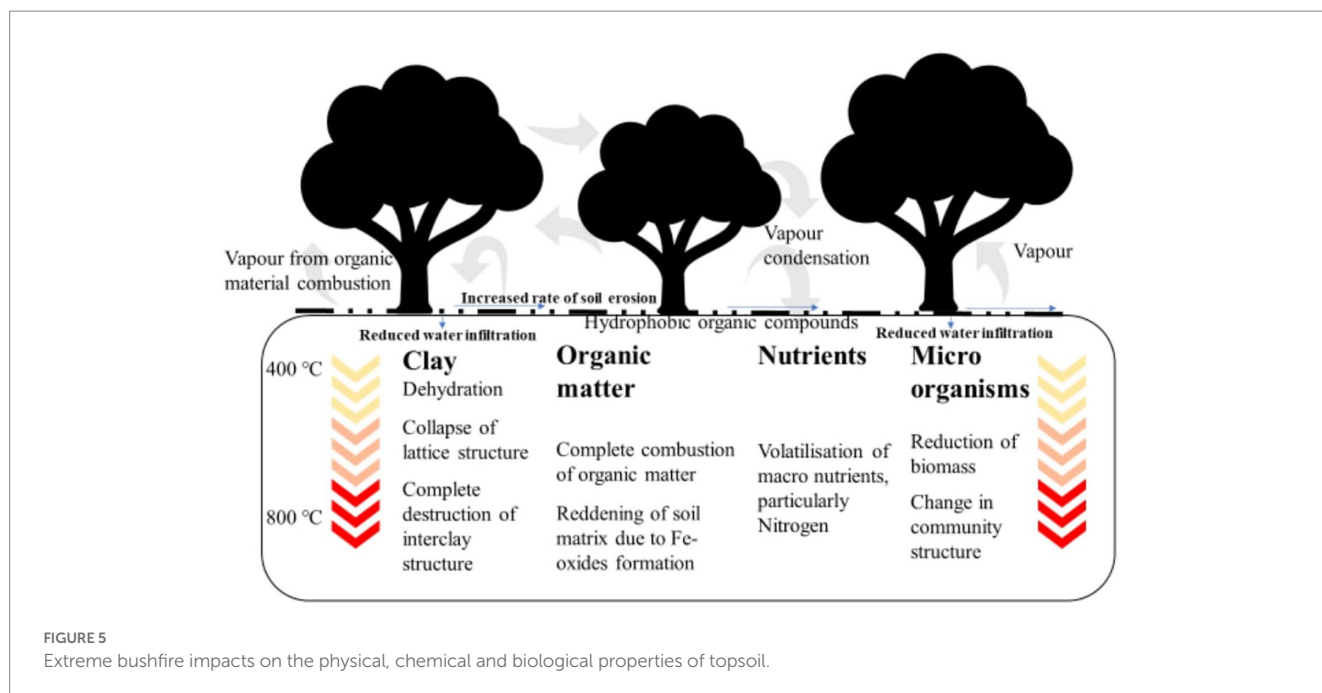 Vapour from organic
material combustion
Vapour
condensation
Vapour
Increased rate of soil erosion
Hydrophobic organic compounds
Reduced water infiltration
Reduced water infiltration
400 °C
800 °C
Clay
Dehydration
Collapse of
lattice structure
Complete
destruction of
interclay
structure
Organic
matter
Complete combustion
of organic matter
Reddening of soil
matrix due to Fe-
oxides formation
Nutrients
Volatilisation of
macro nutrients,
particularly
Nitrogen
Micro
organisms
Reduction of
biomass
Change in
community
structure
FIGURE 5
Extreme bushfire impacts on the physical, chemical and biological properties of topsoil.